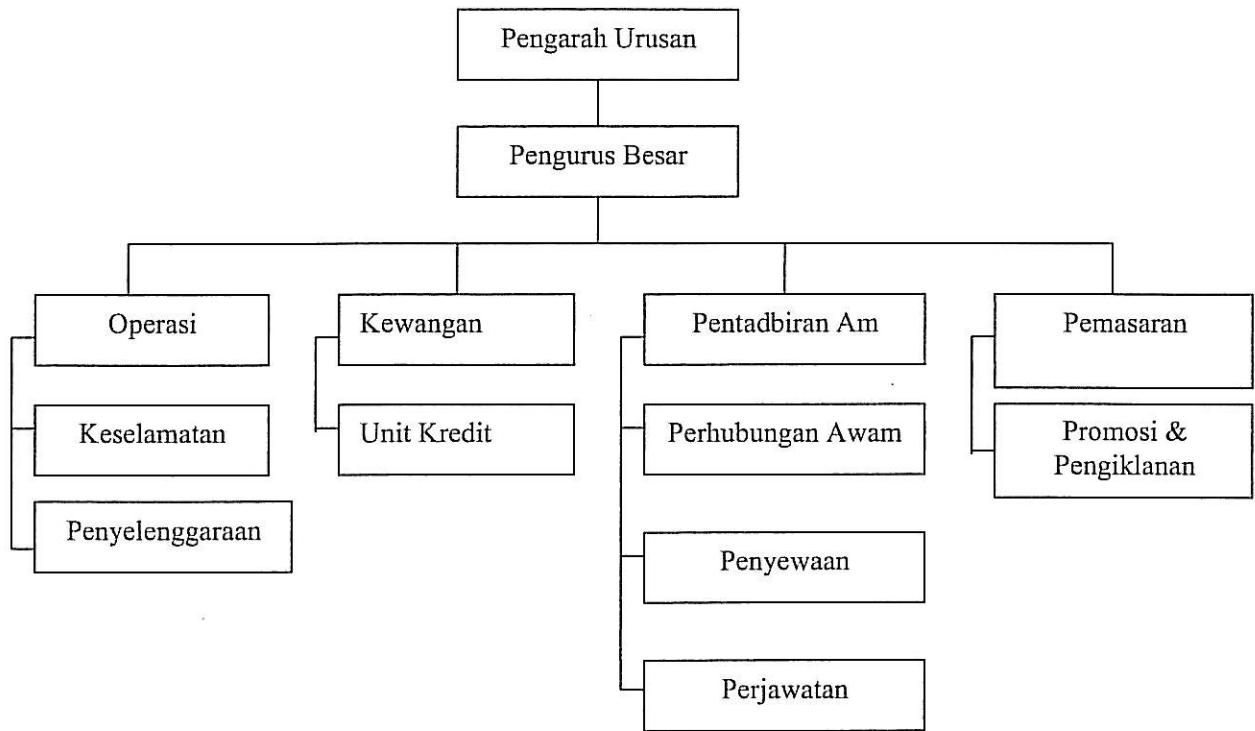 Pengarah Urusan
Pengurus Besar
Operasi
Kewangan
Pentadbiran Am
Pemasaran
Keselamatan
Unit Kredit
Perhubungan Awam
Promosi &
Pengiklanan
Penyelenggaraan
Penyewaan
Perjawatan